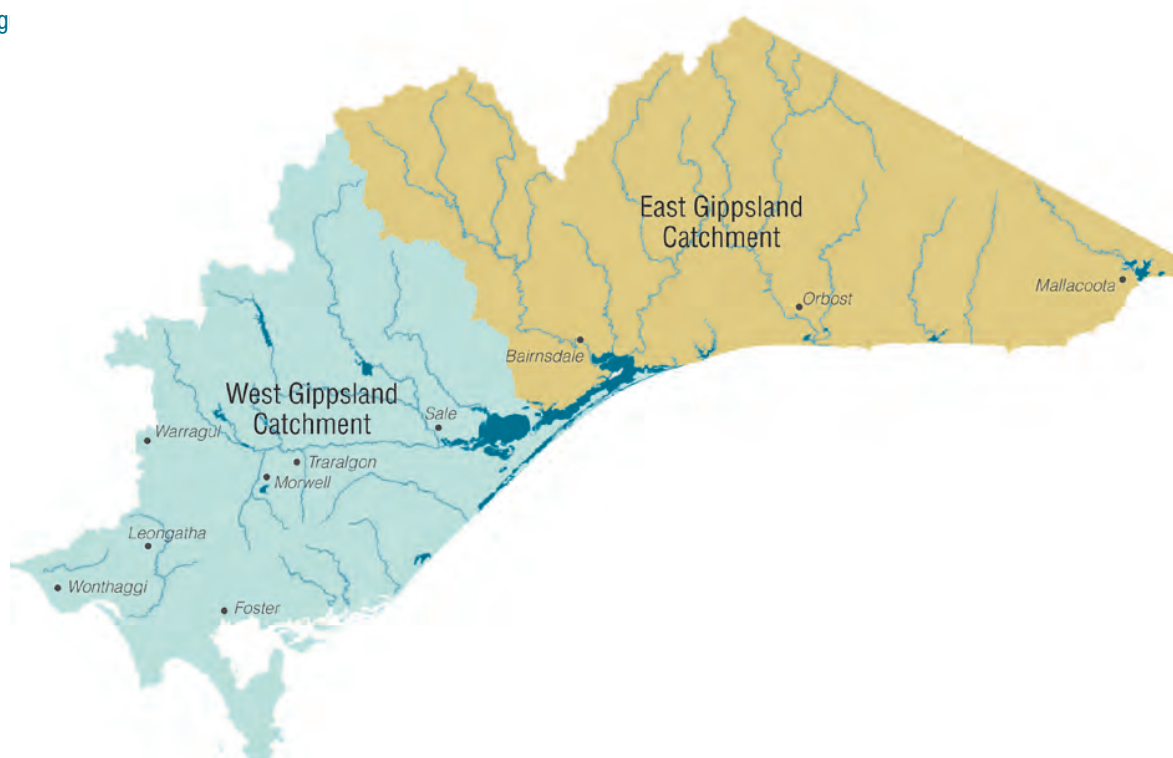 g
East Gippsland
Catchment
Mallacoota
Orbost
Bairnsdale
West Gippsland
Catchment
Sale
Warragul
Traralgon
Morwell
Leongatha
Wonthaggi
Foster